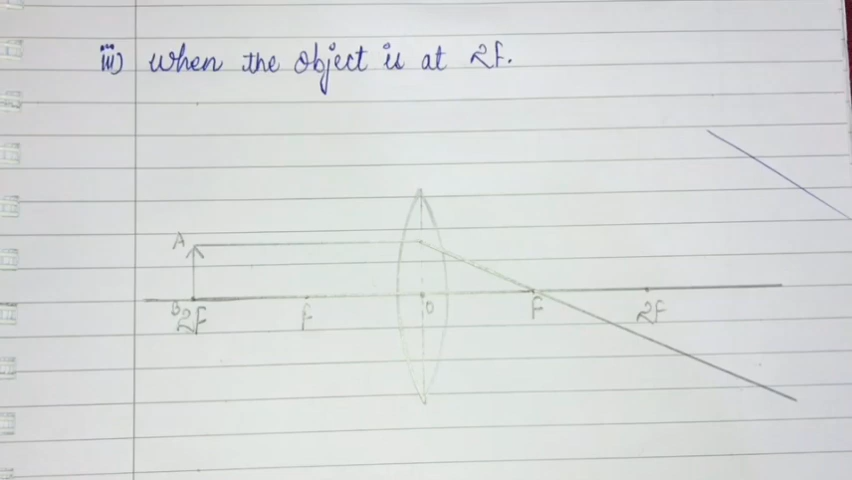 iii) When the object is at 2F.
A
B
2F
F
O
F
2F